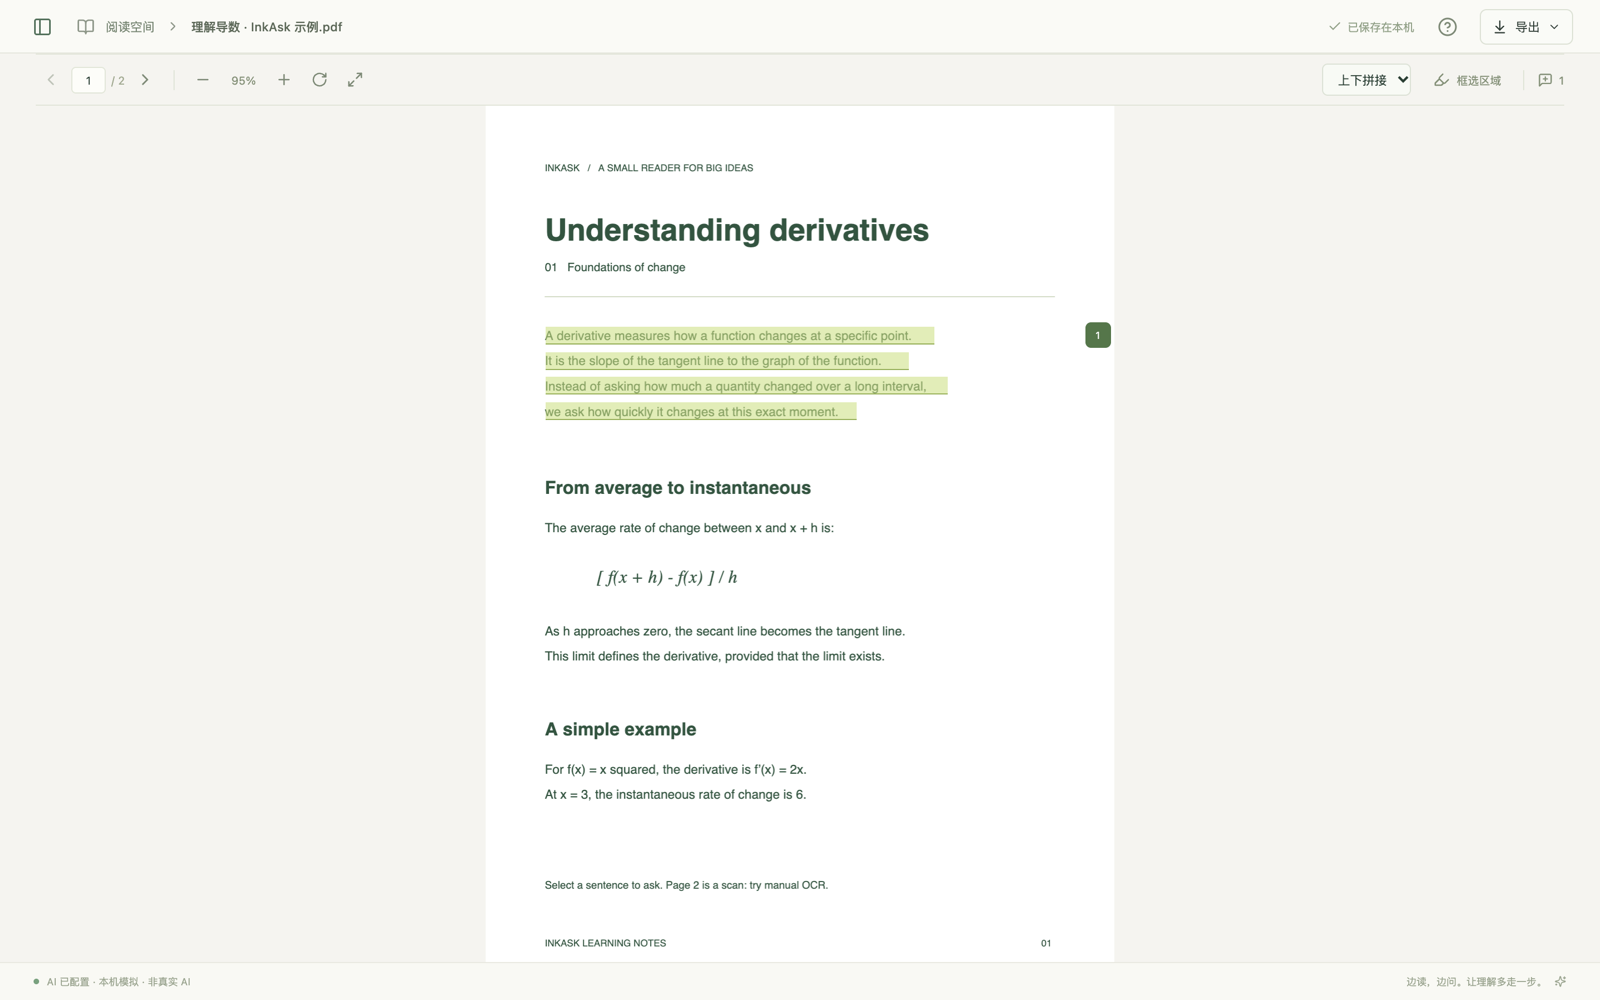 阅读空间 > 理解导数 · InkAsk 示例.pdf
已保存在本机
导出
1 / 2
95%
上下拼接
框选区域
1
INKASK / A SMALL READER FOR BIG IDEAS
Understanding derivatives
01 Foundations of change
A derivative measures how a function changes at a specific point.
1
It is the slope of the tangent line to the graph of the function.
Instead of asking how much a quantity changed over a long interval,
we ask how quickly it changes at this exact moment.
From average to instantaneous
The average rate of change between x and x + h is:
[ f(x + h) - f(x) ] / h
As h approaches zero, the secant line becomes the tangent line.
This limit defines the derivative, provided that the limit exists.
A simple example
For f(x) = x squared, the derivative is f'(x) = 2x.
At x = 3, the instantaneous rate of change is 6.
Select a sentence to ask. Page 2 is a scan: try manual OCR.
INKASK LEARNING NOTES
01
AI 已配置 · 本机模拟 · 非真实 AI
边读，边问。让理解多走一步。